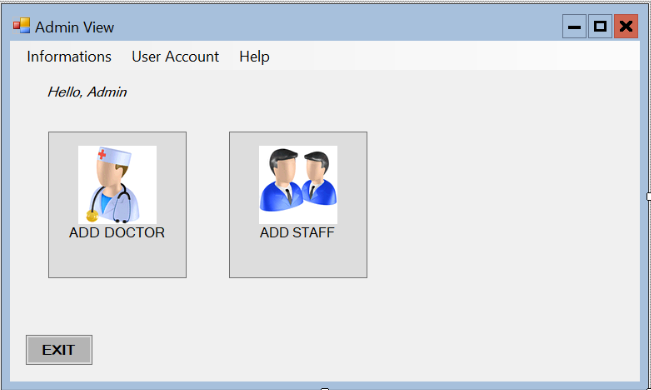 Admin View
Informations User Account Help
Hello, Admin
ADD DOCTOR ADD STAFF
EXIT